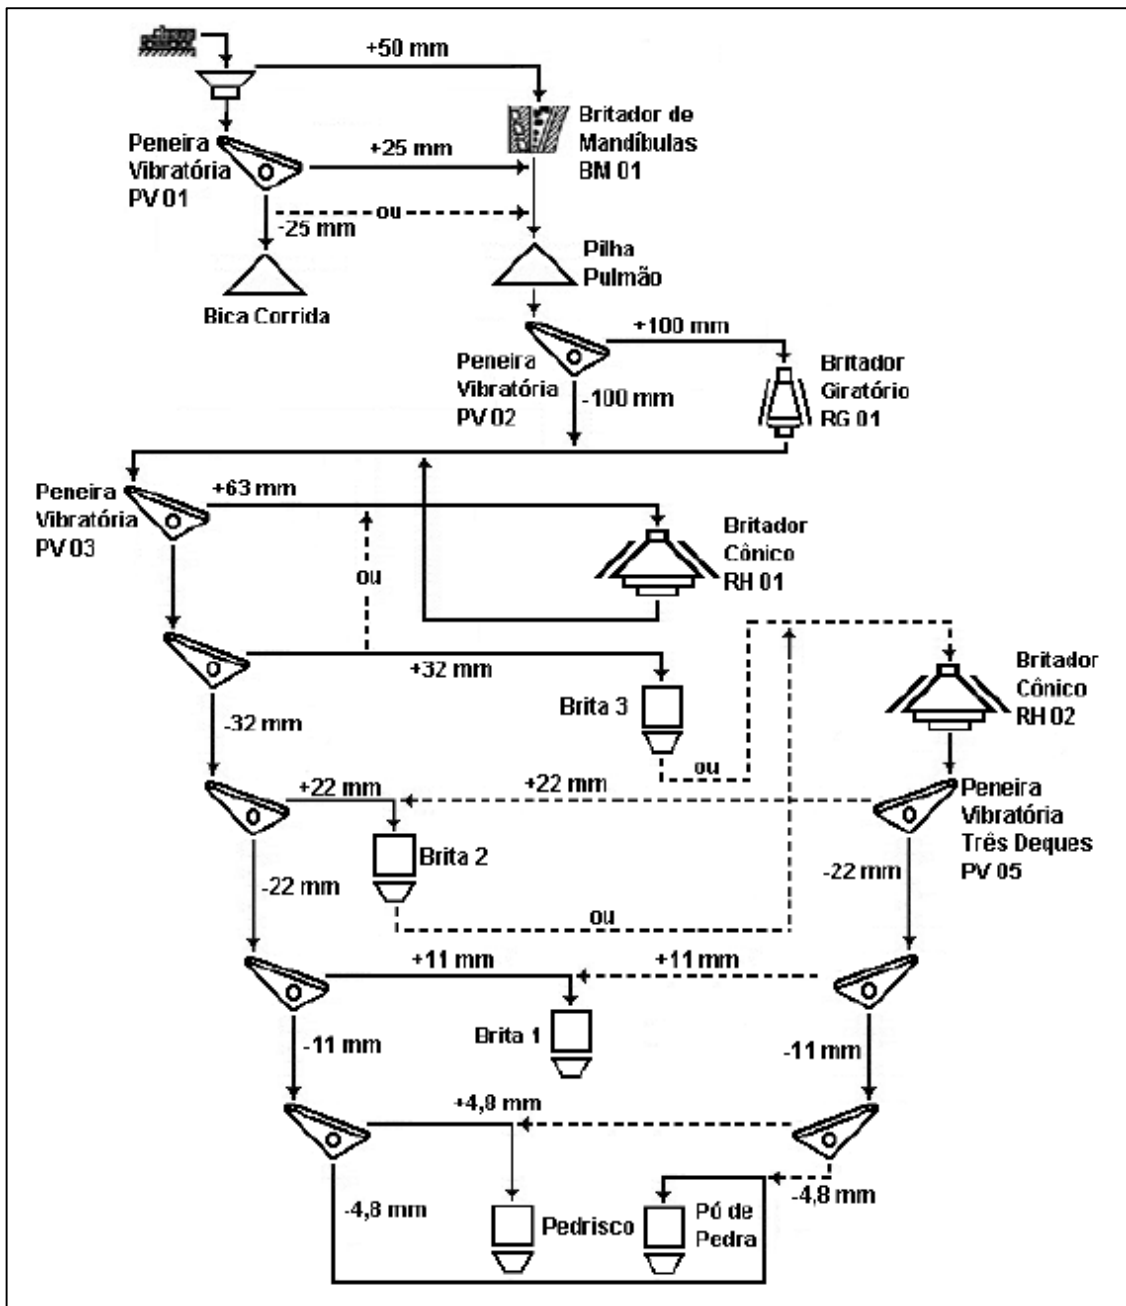 +50 mm
Britador de
Mandíbulas
BM 01
Peneira
Vibratória
PV 01
+25 mm
ou
-25 mm
Pilha
Pulmão
Bica Corrida
+100 mm
Peneira
Vibratória
PV 02
-100 mm
Britador
Giratório
RG 01
Peneira
Vibratória
PV 03
+63 mm
Britador
Cônico
RH 01
ou
+32 mm
Brita 3
Britador
Cônico
RH 02
-32 mm
ou
+22 mm
+22 mm
Peneira
Vibratória
Três Deques
PV 05
Brita 2
-22 mm
-22 mm
ou
+11 mm
+11 mm
Brita 1
-11 mm
-11 mm
+4,8 mm
-4,8 mm
-4,8 mm
Pedrisco
Pó de
Pedra